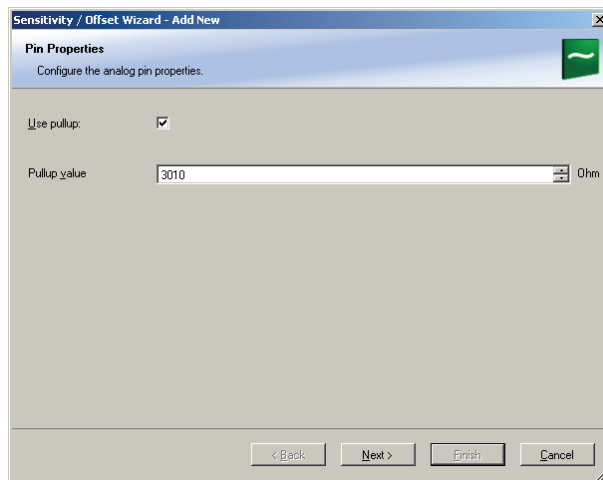 Sensitivity / Offset Wizard - Add New
Pin Properties
Configure the analog pin properties.
Use pullup:
Pullup value 3010 Ohm
< Back Next > Finish Cancel